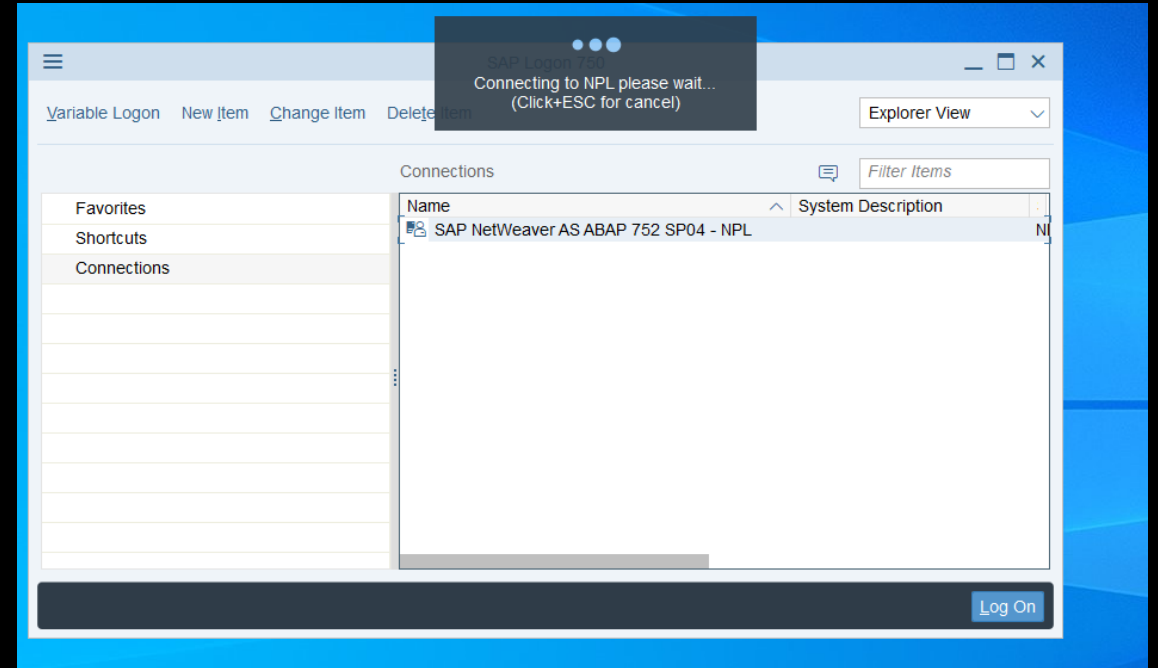 SAP Logon 750
Connecting to NPL please wait...
(Click+ESC for cancel)
Variable Logon New Item Change Item Delete Item Explorer View
Connections Filter Items
Favorites
Shortcuts
Connections
Name System Description
SAP NetWeaver AS ABAP 752 SP04 - NPL
Log On